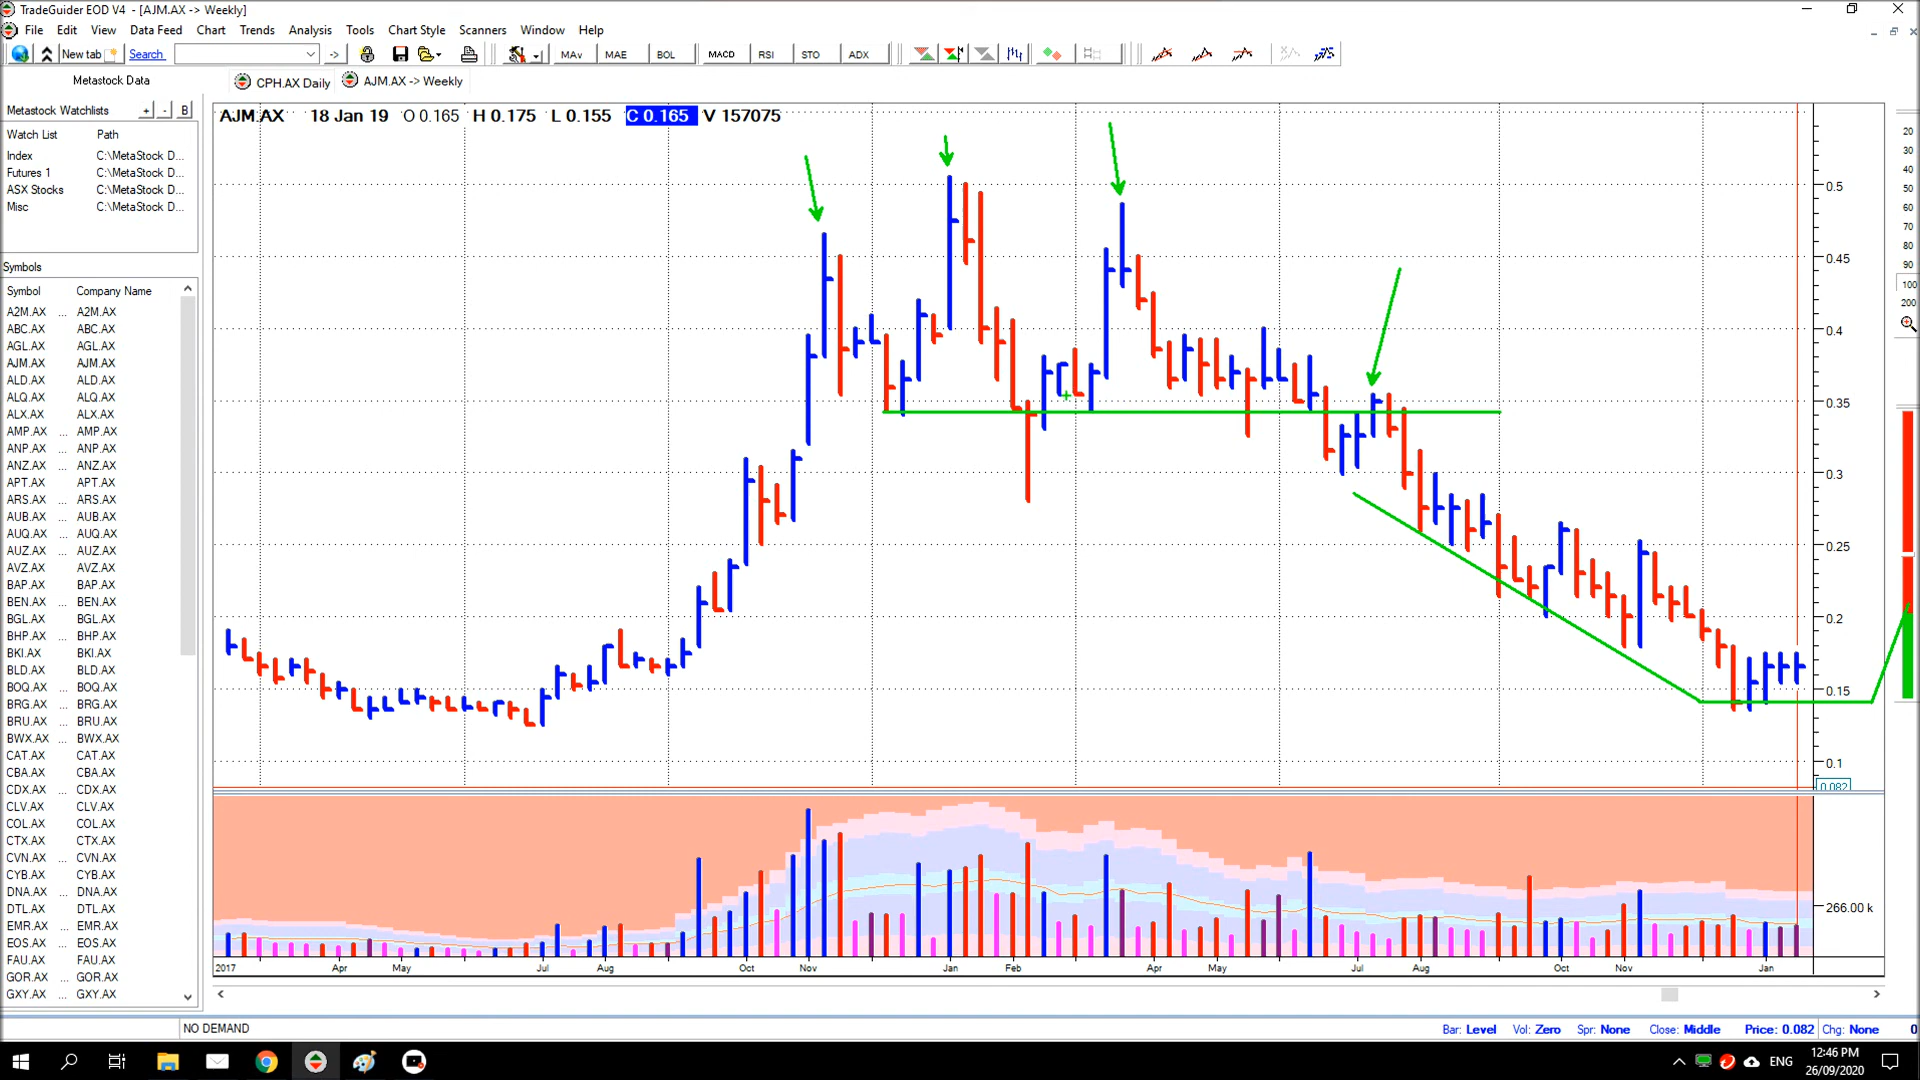 TradeGuider EOD V4 - [AJM.AX -> Weekly]
File Edit View Data Feed Chart Trends Analysis Tools Chart Style Scanners Window Help
New tab Search -> MAv MAE BOL MACD RSI STO ADX
Metastock Data CPH.AX Daily AJM.AX -> Weekly
Metastock Watchlists + - B
Watch List Path
Index C:\MetaStock D...
Futures 1 C:\MetaStock D...
ASX Stocks C:\MetaStock D...
Misc C:\MetaStock D...
Symbols
Symbol Company Name
A2M.AX ... A2M.AX
ABC.AX ABC.AX
AGL.AX AGL.AX
AJM.AX AJM.AX
ALD.AX ALD.AX
ALQ.AX ALQ.AX
ALX.AX ALX.AX
AMP.AX ... AMP.AX
ANP.AX ... ANP.AX
ANZ.AX ... ANZ.AX
APT.AX APT.AX
ARS.AX ... ARS.AX
AUB.AX ... AUB.AX
AUQ.AX ... AUQ.AX
AUZ.AX ... AUZ.AX
AVZ.AX ... AVZ.AX
BAP.AX BAP.AX
BEN.AX ... BEN.AX
BGL.AX BGL.AX
BHP.AX ... BHP.AX
BKI.AX BKI.AX
BLD.AX BLD.AX
BOQ.AX ... BOQ.AX
BRG.AX ... BRG.AX
BRU.AX ... BRU.AX
BWX.AX ... BWX.AX
CAT.AX CAT.AX
CBA.AX CBA.AX
CDX.AX ... CDX.AX
CLV.AX CLV.AX
COL.AX COL.AX
CTX.AX CTX.AX
CVN.AX ... CVN.AX
CYB.AX CYB.AX
DNA.AX ... DNA.AX
DTL.AX DTL.AX
EMR.AX ... EMR.AX
EOS.AX ... EOS.AX
FAU.AX FAU.AX
GOR.AX ... GOR.AX
GXY.AX ... GXY.AX
AJM.AX 18 Jan 19 O 0.165 H 0.175 L 0.155 C 0.165 V 157075
0.5
0.45
0.4
0.35
0.3
0.25
0.2
0.15
0.1
0.082
266.00 k
20
30
40
50
60
70
80
90
100
200
2017 Apr May Jul Aug Oct Nov Jan Feb Apr May Jul Aug Oct Nov Jan
NO DEMAND Bar: Level Vol: Zero Spr: None Close: Middle Price: 0.082 Chg: None 0
ENG
12:46 PM
26/09/2020